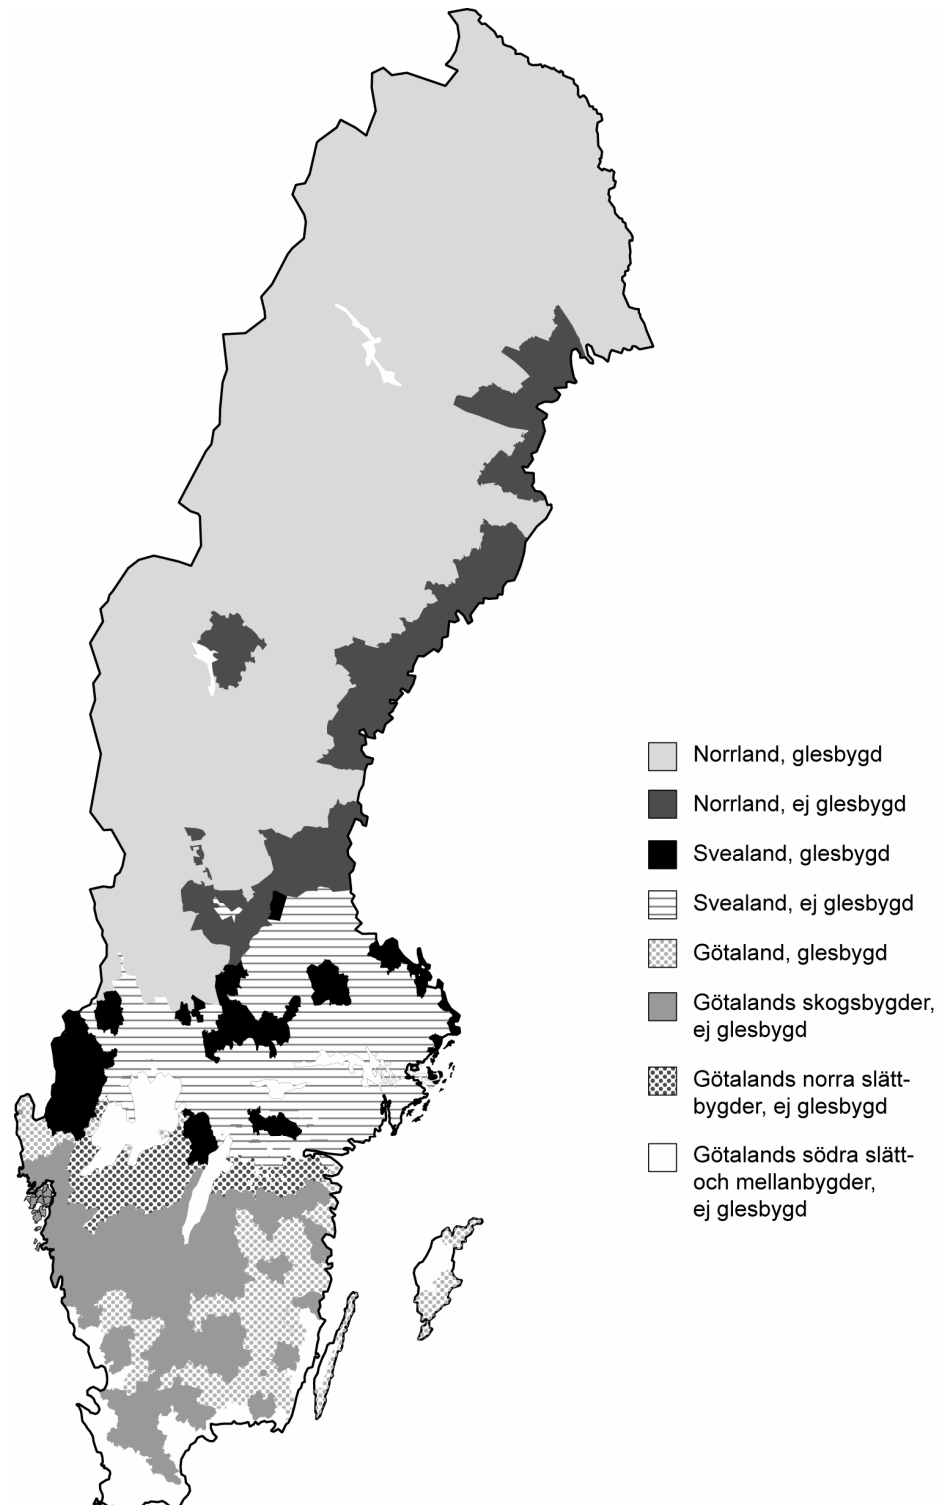 Norrland, glesbygd
Norrland, ej glesbygd
Svealand, glesbygd
Svealand, ej glesbygd
Götaland, glesbygd
Götalands skogsbygder,
ej glesbygd
Götalands norra slätt-
bygder, ej glesbygd
Götalands södra slätt-
och mellanbygder,
ej glesbygd